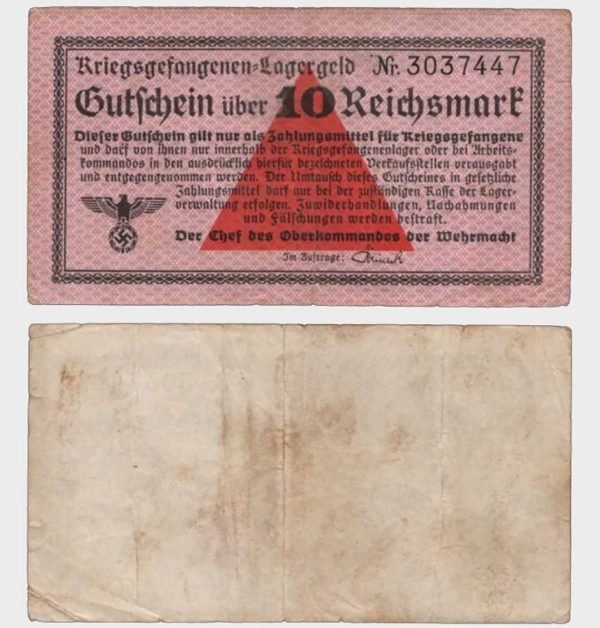 Kriegsgefangenen-Lagergeld Nr. 3037447
Gutschein über 10 Reichsmark
Dieser Gutschein gilt nur als Zahlungsmittel für Kriegsgefangene
und darf von ihnen nur innerhalb der Kriegsgefangenenlager oder bei Arbeits-
kommandos in den ausdrücklich hierfür bezeichneten Verkaufsstellen verausgabt
und entgegengenommen werden. Der Umtausch dieses Gutscheines in gesetzliche
Zahlungsmittel darf nur bei der zuständigen Kasse der Lager-
verwaltung erfolgen. Zuwiderhandlungen, Nachahmungen
und Fälschungen werden bestraft.
Der Chef des Oberkommandos der Wehrmacht
Im Auftrage: